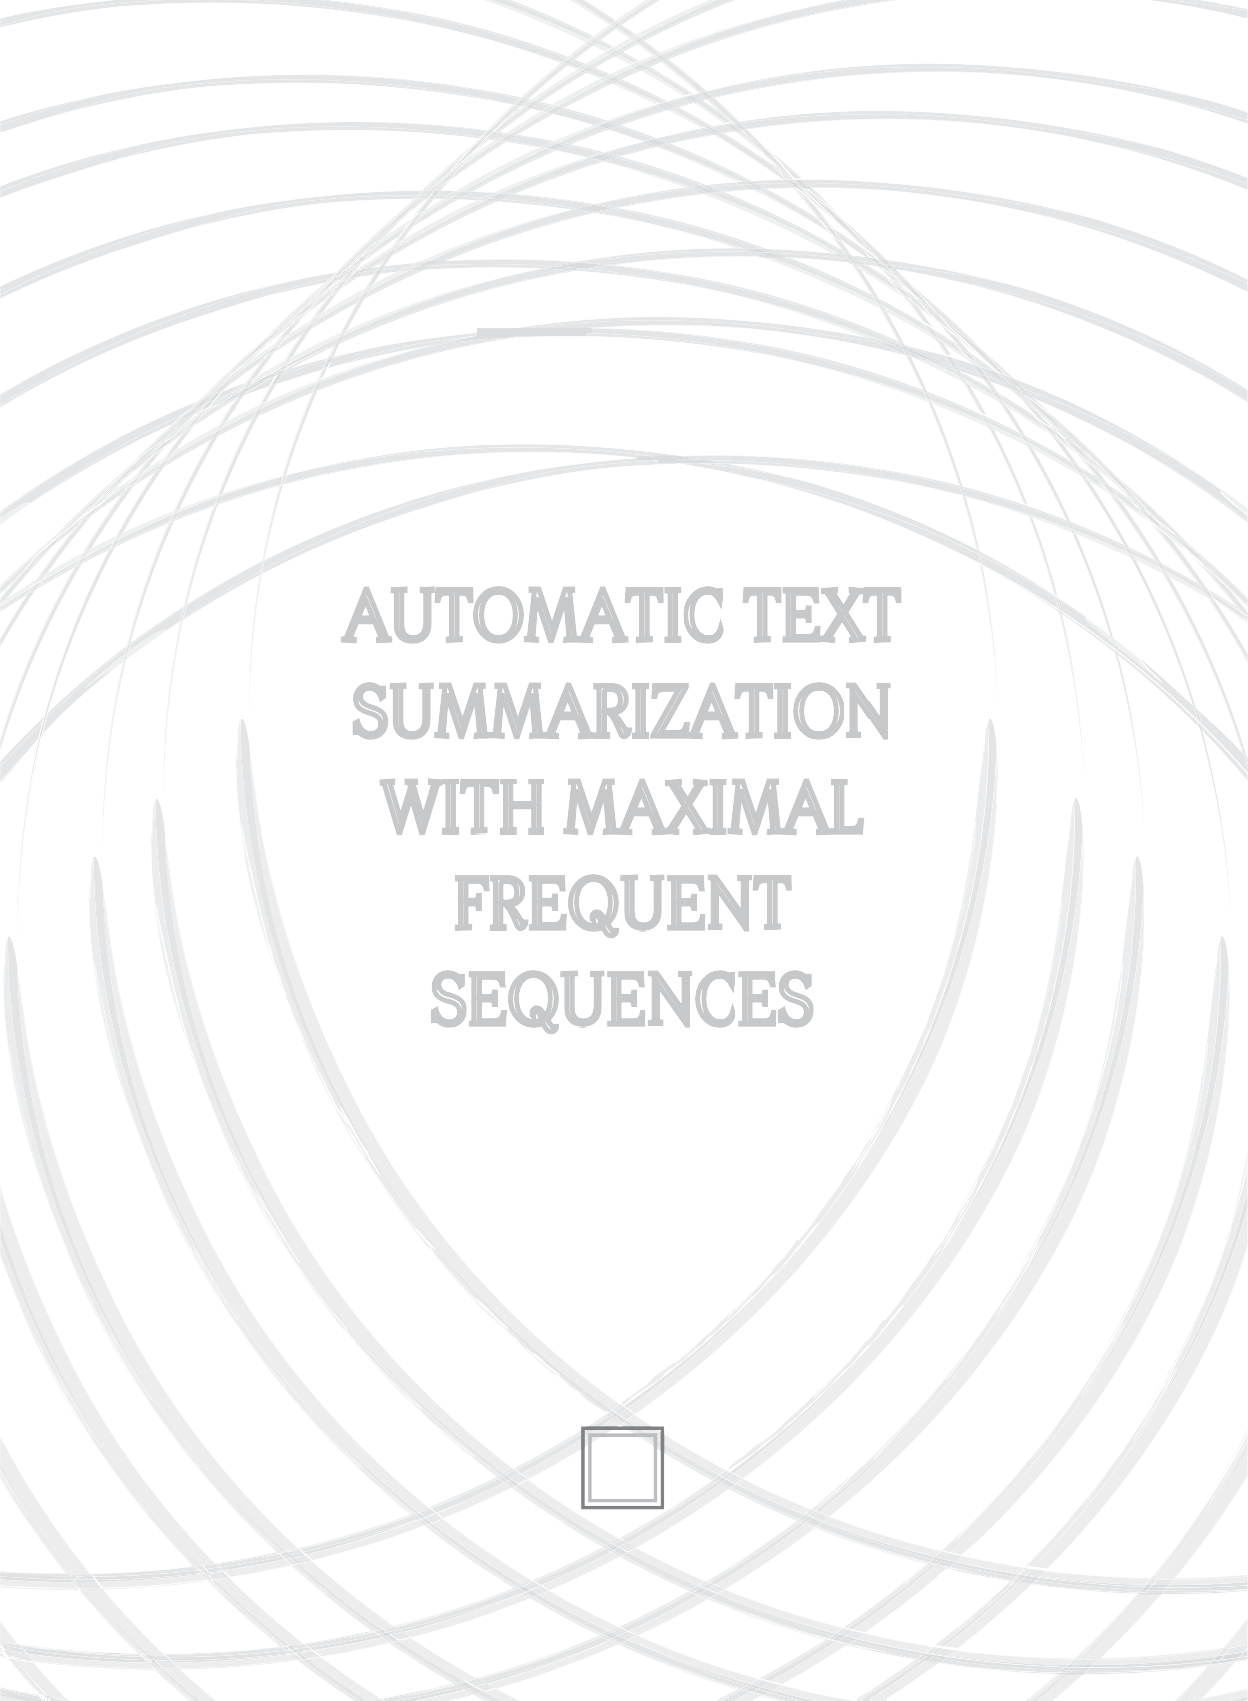 AUTOMATIC TEXT
SUMMARIZATION
WITH MAXIMAL
FREQUENT
SEQUENCES